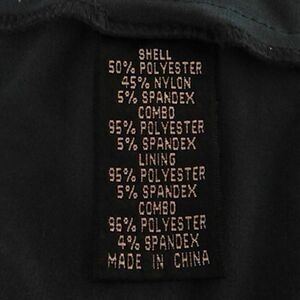 SHELL
50% POLYESTER
45% NYLON
5% SPANDEX
COMBO
95% POLYESTER
5% SPANDEX
LINING
95% POLYESTER
5% SPANDEX
COMBO
96% POLYESTER
4% SPANDEX
MADE IN CHINA